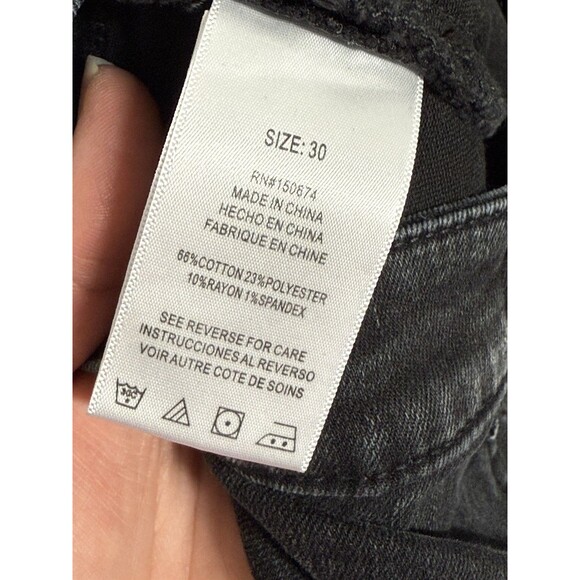 SIZE: 30
RN#150674
MADE IN CHINA
HECHO EN CHINA
FABRIQUE EN CHINE
66%COTTON 23%POLYESTER
10%RAYON 1%SPANDEX
SEE REVERSE FOR CARE
INSTRUCCIONES AL REVERSO
VOIR AUTRE COTE DE SOINS
30C